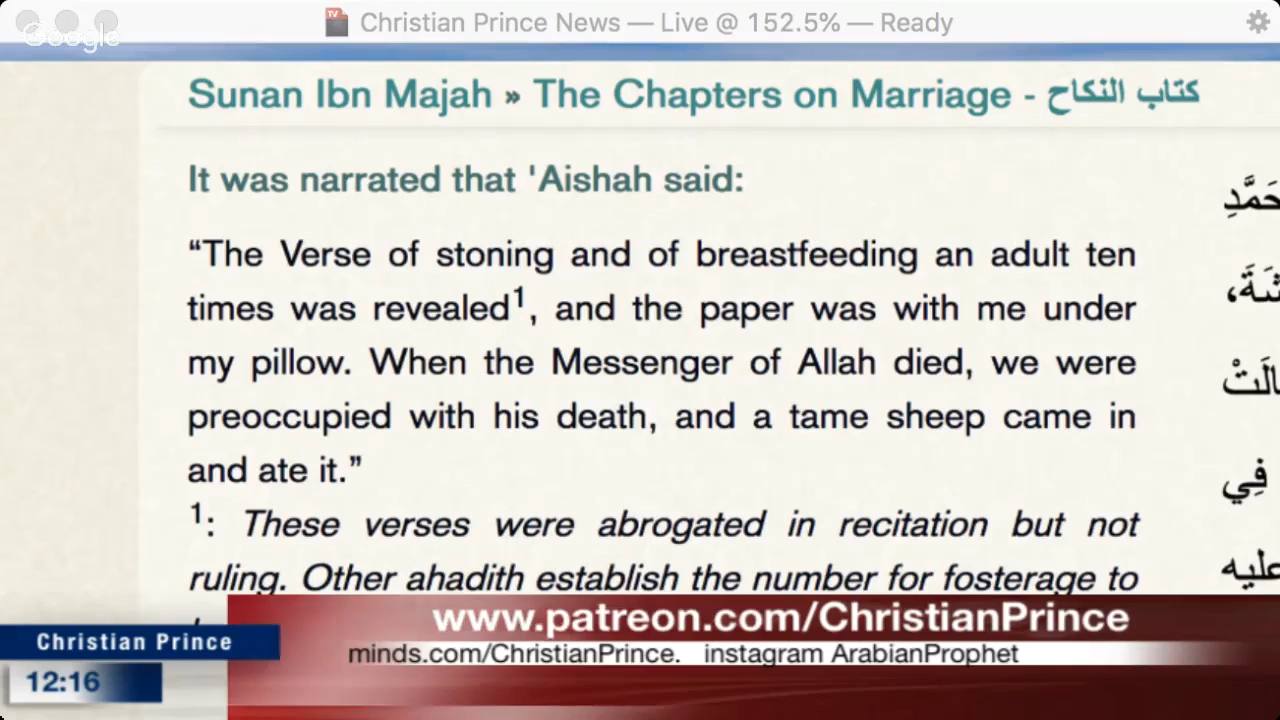 Christian Prince News — Live @ 152.5% — Ready
Google
TV
Sunan Ibn Majah » The Chapters on Marriage - كتاب النكاح
It was narrated that 'Aishah said:
“The Verse of stoning and of breastfeeding an adult ten
times was revealed¹, and the paper was with me under
my pillow. When the Messenger of Allah died, we were
preoccupied with his death, and a tame sheep came in
and ate it.”
¹: These verses were abrogated in recitation but not
ruling. Other ahadith establish the number for fosterage to
فِي
عليه
www.patreon.com/ChristianPrince
Christian Prince
minds.com/ChristianPrince. instagram ArabianProphet
12:16